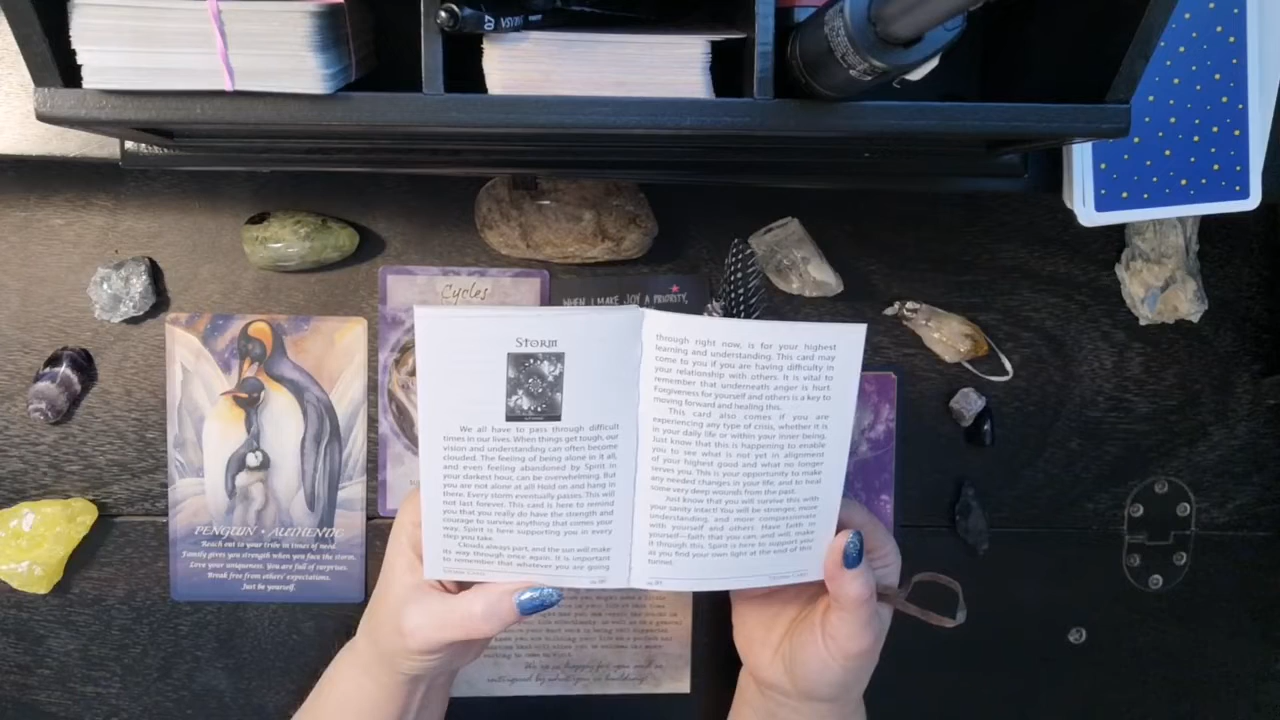 Cycles
WHEN I MAKE JOY A PRIORITY,
STORM
We all have to pass through difficult
times in our lives. When things get tough, our
vision and understanding can often become
clouded. The feeling of being alone in it all,
and even feeling abandoned by Spirit in
your darkest hour, can be overwhelming. But
you are not alone at all! Hold on and hang in
there. Every storm eventually passes. This will
not last forever. This card is here to remind
you that you really do have the strength and
courage to survive anything that comes your
way. Spirit is here supporting you in every
step you take.
Clouds always part, and the sun will make
its way through once again. It is important
to remember that whatever you are going
through right now, is for your highest
learning and understanding. This card may
come to you if you are having difficulty in
your relationship with others. It is vital to
remember that underneath anger is hurt.
Forgiveness for yourself and others is a key to
moving forward and healing this.
This card also comes if you are
experiencing any type of crisis, whether it is
in your daily life or within your inner being.
Just know that this is happening to enable
you to see what is not yet in alignment
of your highest good and what no longer
serves you. This is your opportunity to make
any needed changes in your life, and to heal
some very deep wounds from the past.
Just know that you will survive this with
your sanity intact! You will be stronger, more
understanding, and more compassionate
with yourself and others. Have faith in
yourself—faith that you can, and will, make
it through this. Spirit is here to support you
as you find your own light at the end of this
tunnel.
PENGUIN • AUTHENTIC
Reach out to your tribe in times of need.
Family gives you strength when you face the storm.
Love your uniqueness. You are full of surprises.
Break free from others' expectations.
Just be yourself.
We are so happy for you and so
intrigued by what you're building!